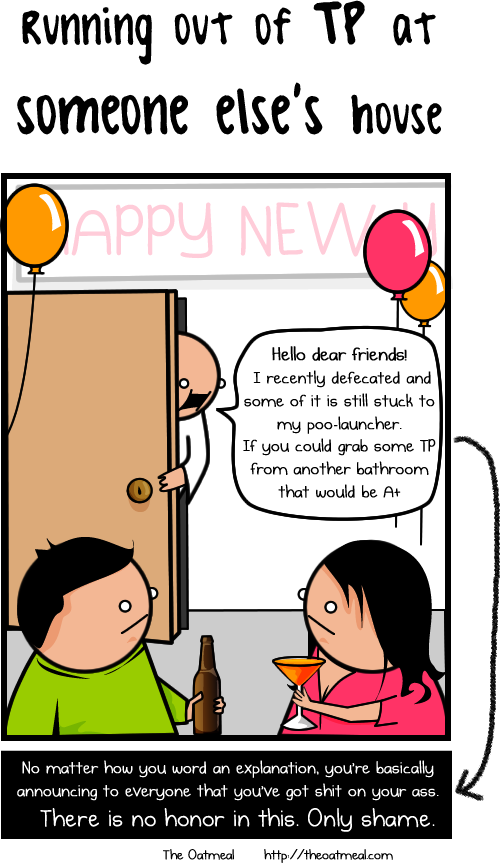 Running out of TP at
someone else's house
HAPPY NEW
Hello dear friends!
I recently defecated and
some of it is still stuck to
my poo-launcher.
If you could grab some TP
from another bathroom
that would be A+
No matter how you word an explanation, you're basically
announcing to everyone that you've got shit on your ass.
There is no honor in this. Only shame.
The Oatmeal http://theoatmeal.com